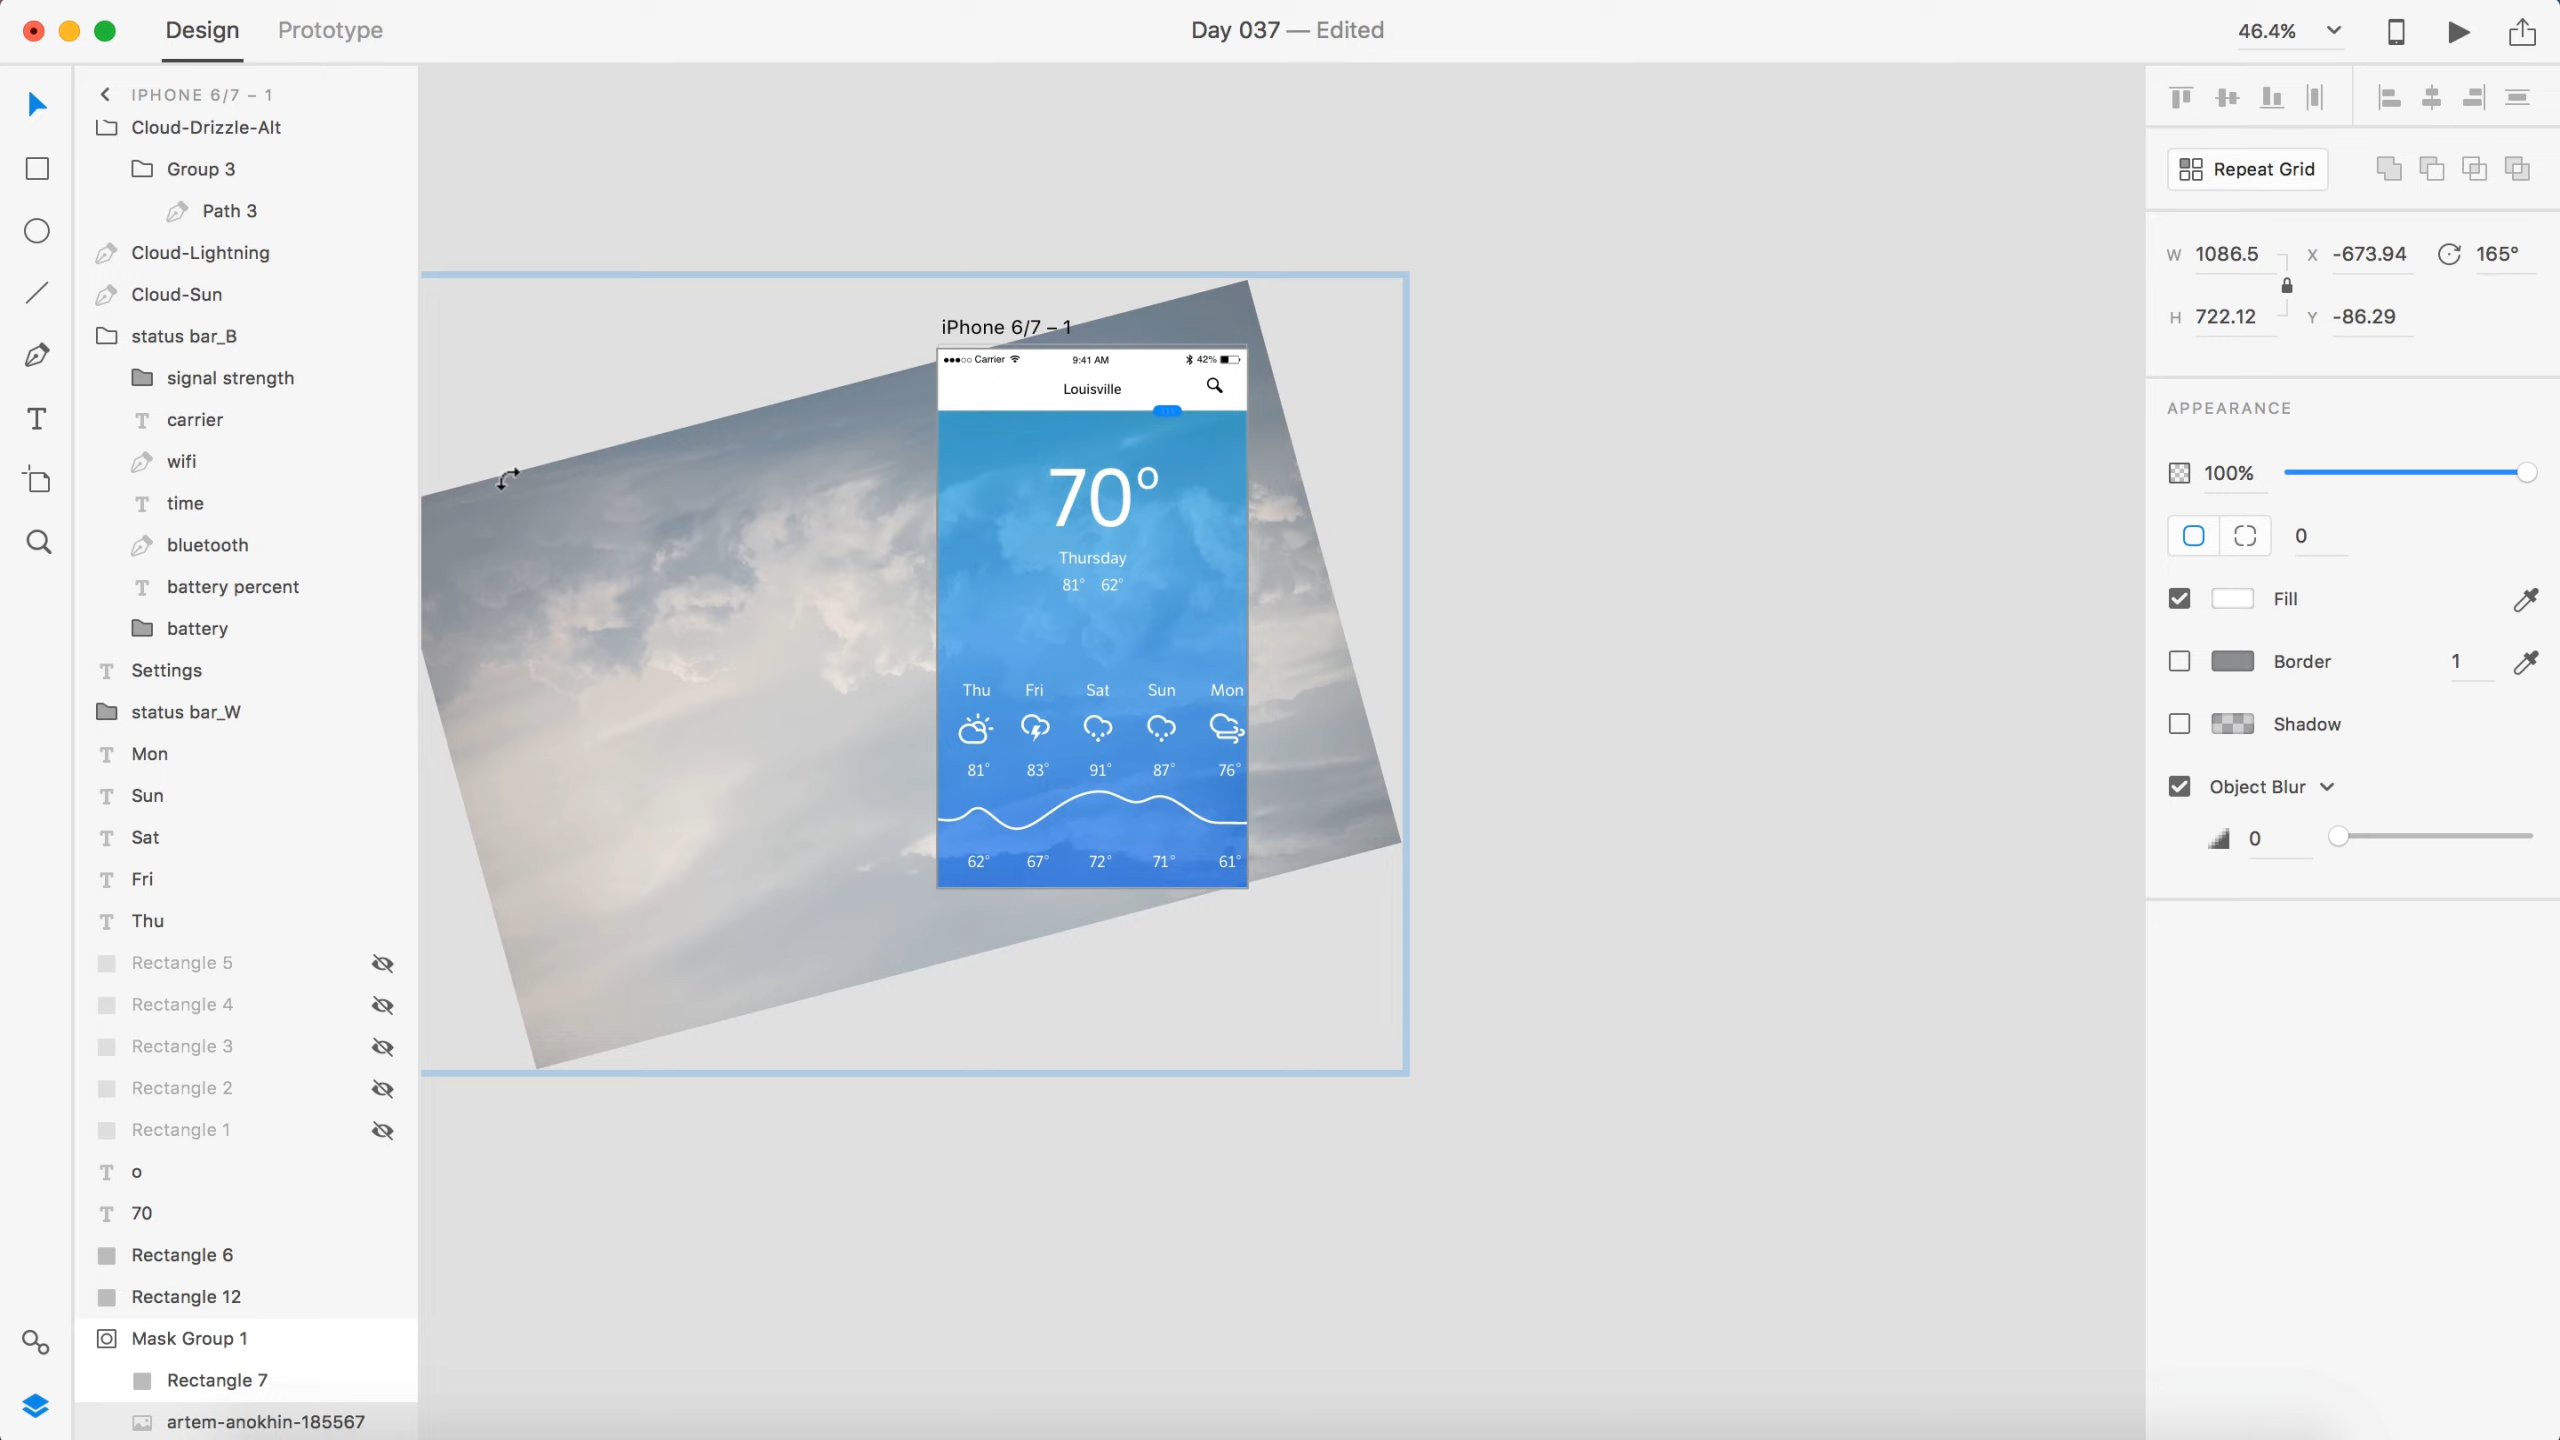 Design Prototype Day 037 — Edited 46.4%
IPHONE 6/7 – 1
Cloud-Drizzle-Alt
Group 3
Path 3
Cloud-Lightning
Cloud-Sun
status bar_B
signal strength
carrier
wifi
time
bluetooth
battery percent
battery
Settings
status bar_W
Mon
Sun
Sat
Fri
Thu
Rectangle 5
Rectangle 4
Rectangle 3
Rectangle 2
Rectangle 1
o
70
Rectangle 6
Rectangle 12
Mask Group 1
Rectangle 7
artem-anokhin-185567
iPhone 6/7 – 1
Carrier 9:41 AM 42%
Louisville
70°
Thursday
81° 62°
Thu Fri Sat Sun Mon
81° 83° 91° 87° 76°
62° 67° 72° 71° 61°
Repeat Grid
W 1086.5 X -673.94 165°
H 722.12 Y -86.29
APPEARANCE
100%
0
Fill
Border 1
Shadow
Object Blur
0